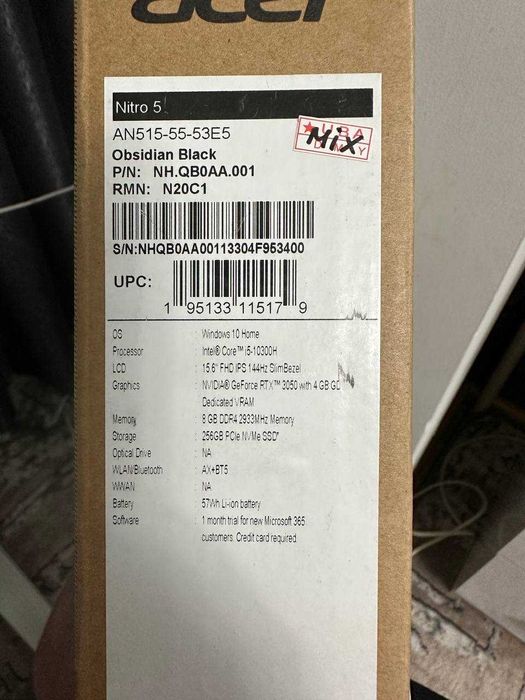 acer
Nitro 5
AN515-55-53E5
Obsidian Black
P/N: NH.QB0AA.001
RMN: N20C1
MiX
S/N:NHQB0AA00113304F953400
UPC:
1 95133 11517 9
OS : Windows 10 Home
Processor : Intel® Core™ i5-10300H
LCD : 15.6" FHD IPS 144Hz SlimBezel
Graphics : NVIDIA® GeForce RTX™ 3050 with 4 GB GD
Dedicated VRAM
Memory : 8 GB DDR4 2933MHz Memory
Storage : 256GB PCIe NVMe SSD*
Optical Drive : NA
WLAN/Bluetooth : AX+BT5
WWAN : NA
Battery : 57Wh Li-ion battery
Software : 1 month trial for new Microsoft 365
customers. Credit card required.